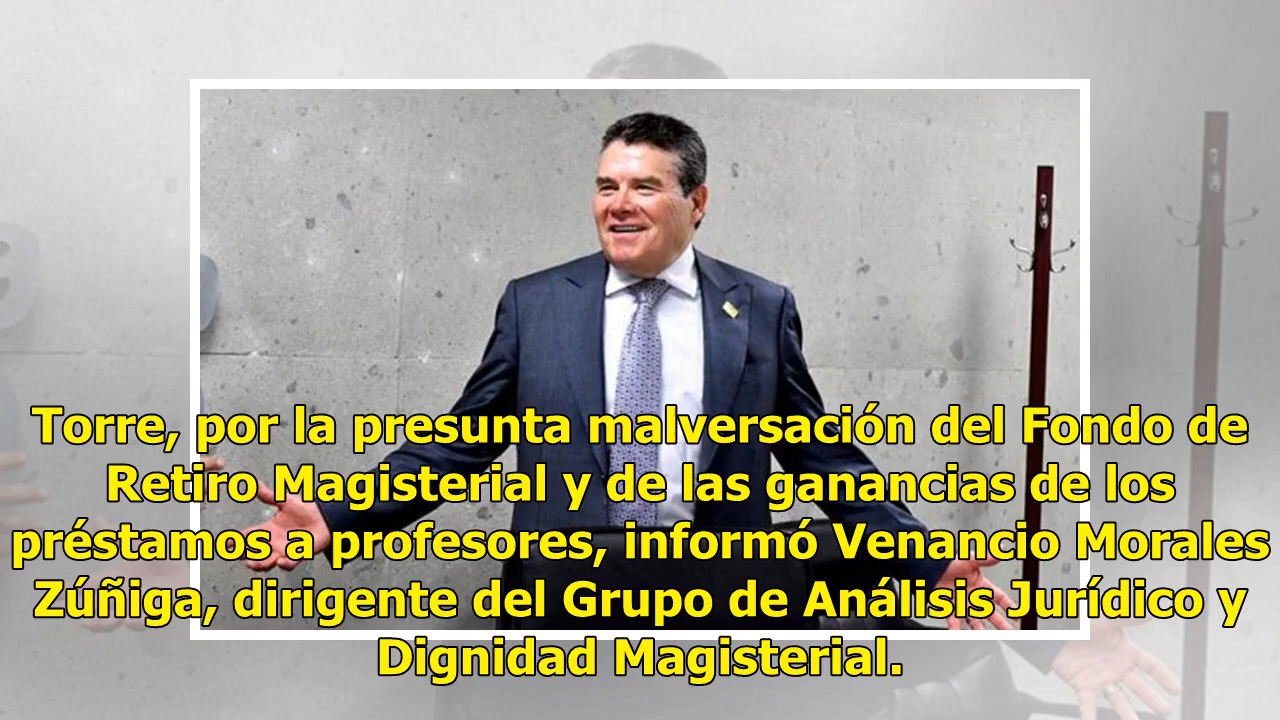 Torre, por la presunta malversación del Fondo de
Retiro Magisterial y de las ganancias de los
préstamos a profesores, informó Venancio Morales
Zúñiga, dirigente del Grupo de Análisis Jurídico y
Dignidad Magisterial.